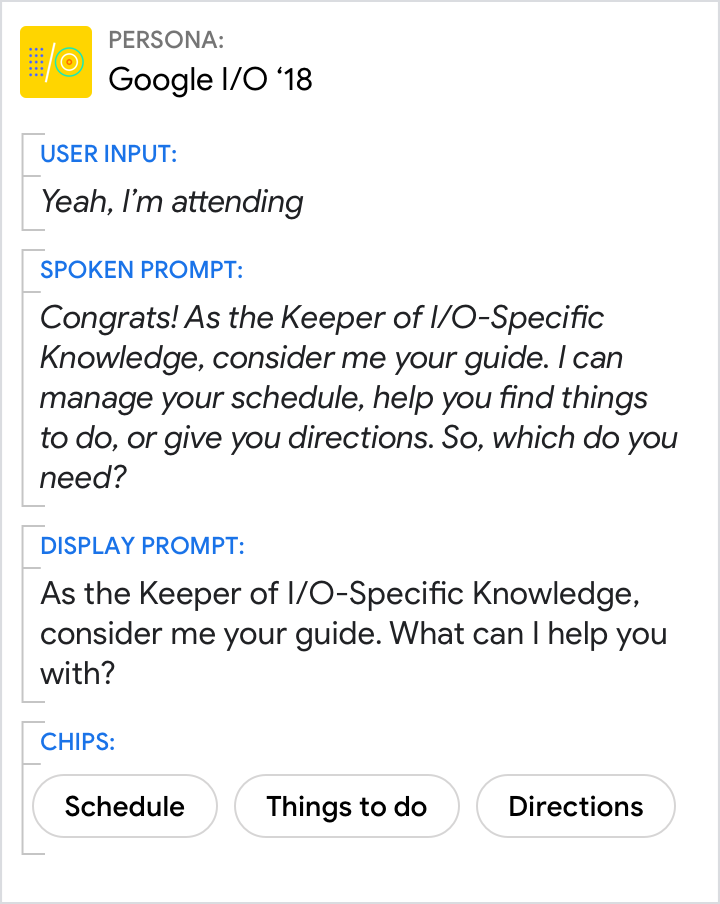 PERSONA:
Google I/O ‘18
USER INPUT:
Yeah, I’m attending
SPOKEN PROMPT:
Congrats! As the Keeper of I/O-Specific
Knowledge, consider me your guide. I can
manage your schedule, help you find things
to do, or give you directions. So, which do you
need?
DISPLAY PROMPT:
As the Keeper of I/O-Specific Knowledge,
consider me your guide. What can I help you
with?
CHIPS:
Schedule Things to do Directions